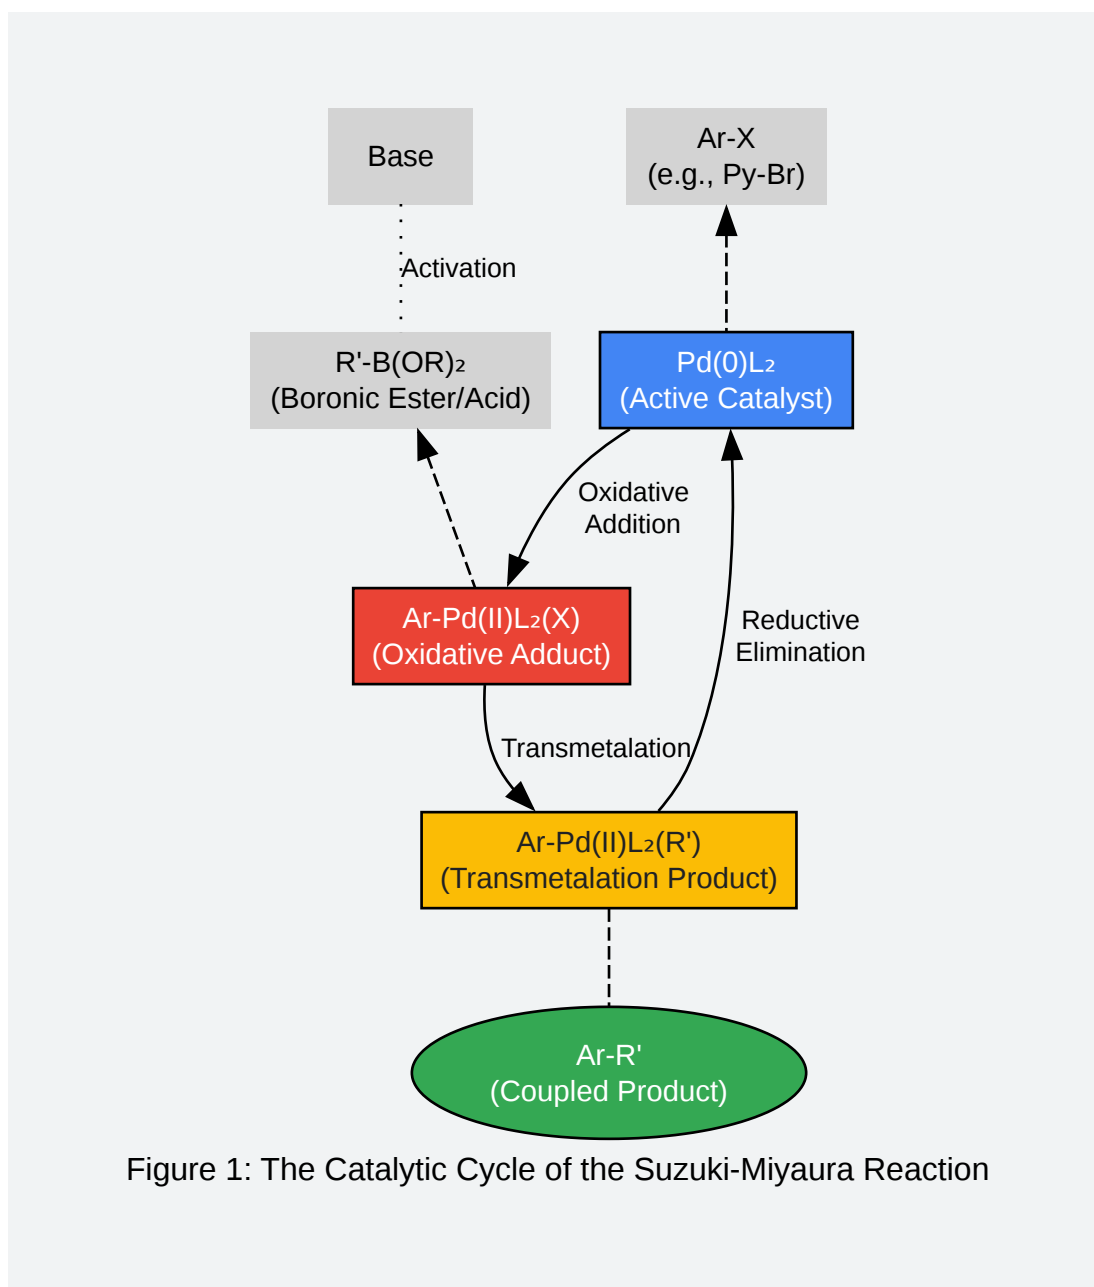 Base
Ar-X
(e.g., Py-Br)
Activation
R'-B(OR)₂
(Boronic Ester/Acid)
Pd(0)L₂
(Active Catalyst)
Oxidative
Addition
Ar-Pd(II)L₂(X)
(Oxidative Adduct)
Reductive
Elimination
Transmetalation
Ar-Pd(II)L₂(R')
(Transmetalation Product)
Ar-R'
(Coupled Product)
Figure 1: The Catalytic Cycle of the Suzuki-Miyaura Reaction